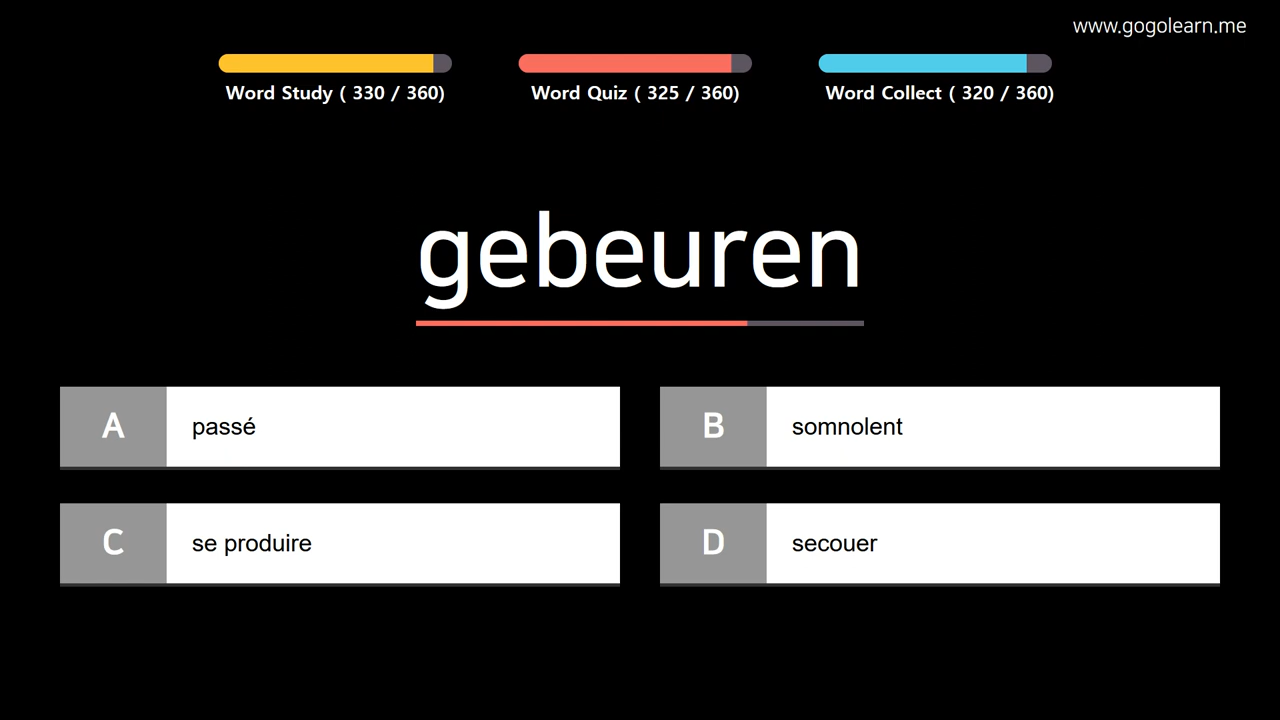 www.gogolearn.me
Word Study ( 330 / 360)
Word Quiz ( 325 / 360)
Word Collect ( 320 / 360)
gebeuren
A
passé
B
somnolent
C
se produire
D
secouer